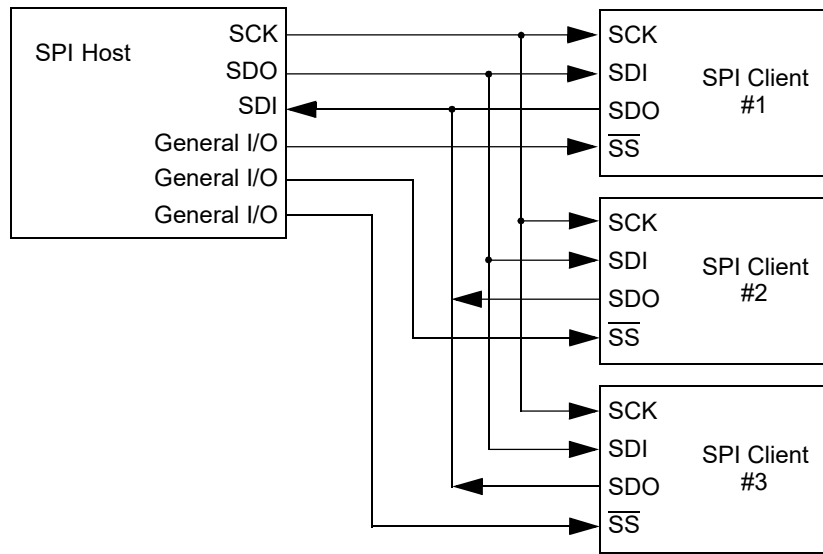 SPI Host
SCK
SDO
SDI
General I/O
General I/O
General I/O
SCK
SDI
SDO
SS
SPI Client
#1
SCK
SDI
SDO
SS
SPI Client
#2
SCK
SDI
SDO
SS
SPI Client
#3